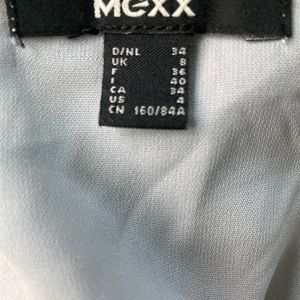 MEXX
D/NL 34
UK 8
F 36
I 40
CA 34
US 4
CN 160/84A